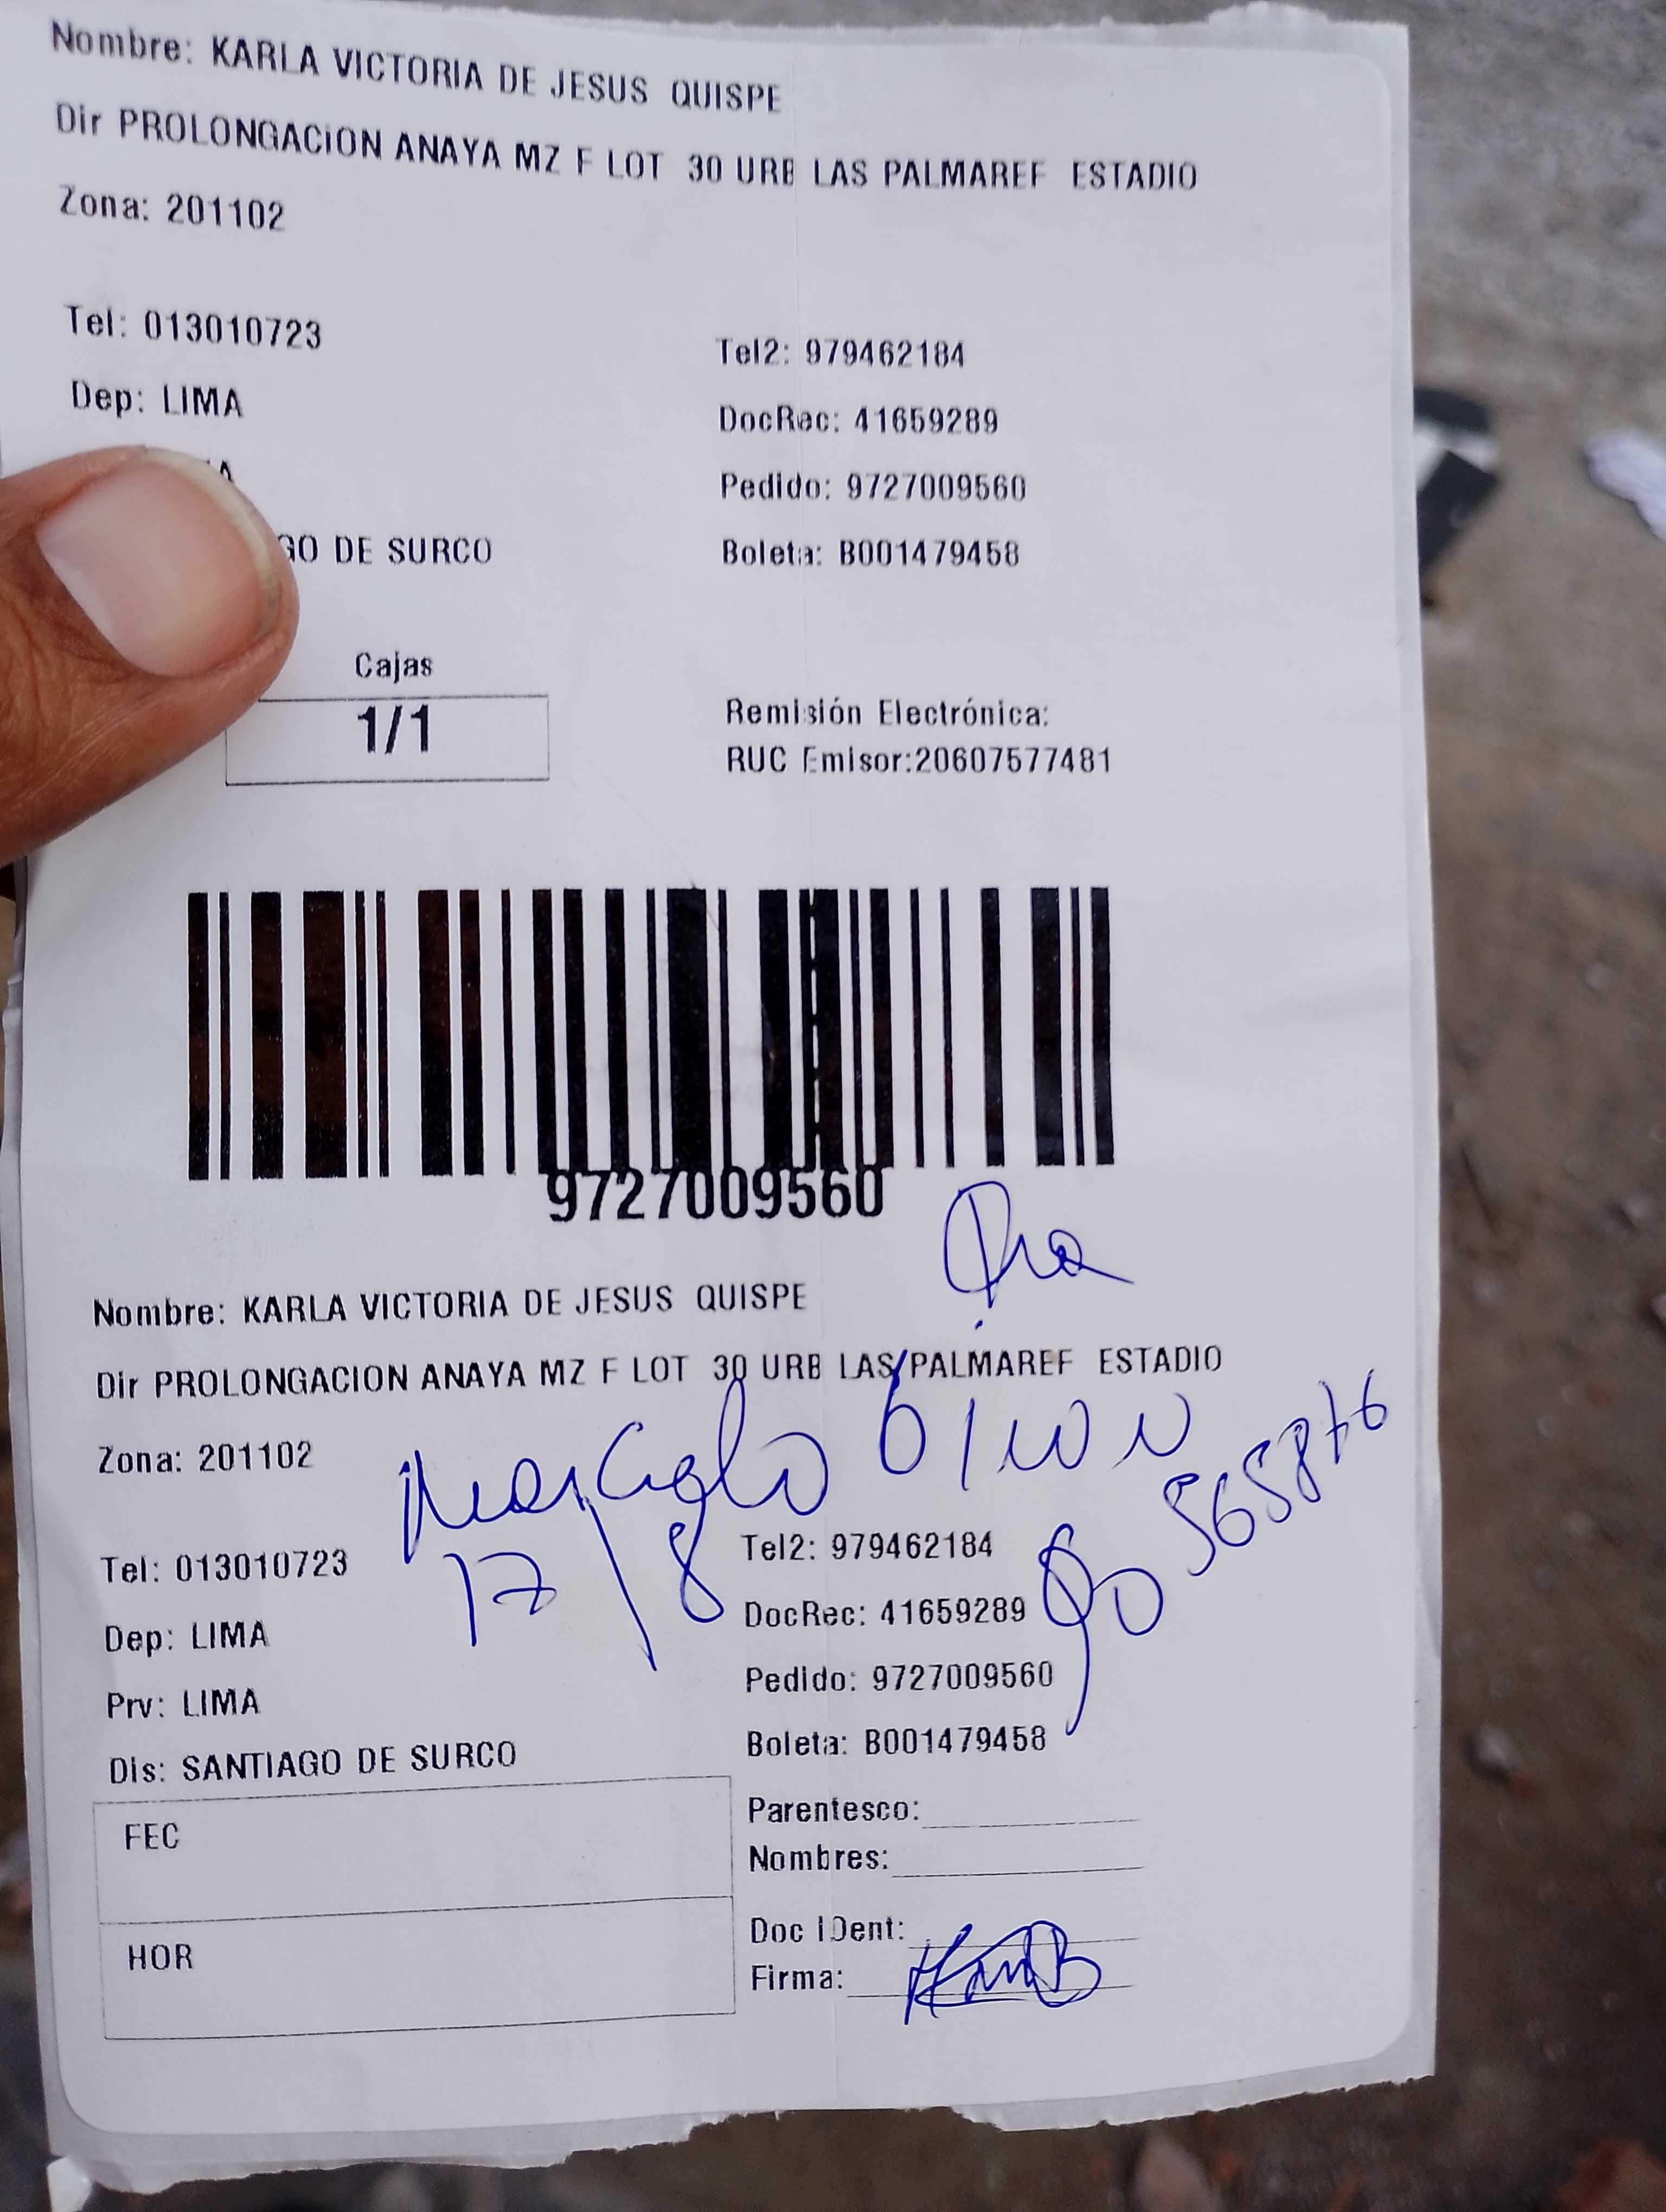 Nombre: KARLA VICTORIA DE JESUS QUISPE
Dir PROLONGACION ANAYA MZ F LOT 30 URB LAS PALMAREF ESTADIO
Zona: 201102
Tel: 013010723
Tel2: 979462184
Dep: LIMA
DocRec: 41659289
Pedido: 9727009560
GO DE SURCO
Boleta: B001479458
Cajas
1/1
Remisión Electrónica:
RUC Emisor:20607577481
9727009560
Nombre: KARLA VICTORIA DE JESUS QUISPE
Dir PROLONGACION ANAYA MZ F LOT 30 URB LAS PALMAREF ESTADIO
Zona: 201102
17/8
Tel: 013010723
Tel2: 979462184
Dep: LIMA
DocRec: 41659289
Prv: LIMA
Pedido: 9727009560
Dis: SANTIAGO DE SURCO
Boleta: B001479458
FEC
Parentesco:
Nombres:
HOR
Doc IDent:
Firma: